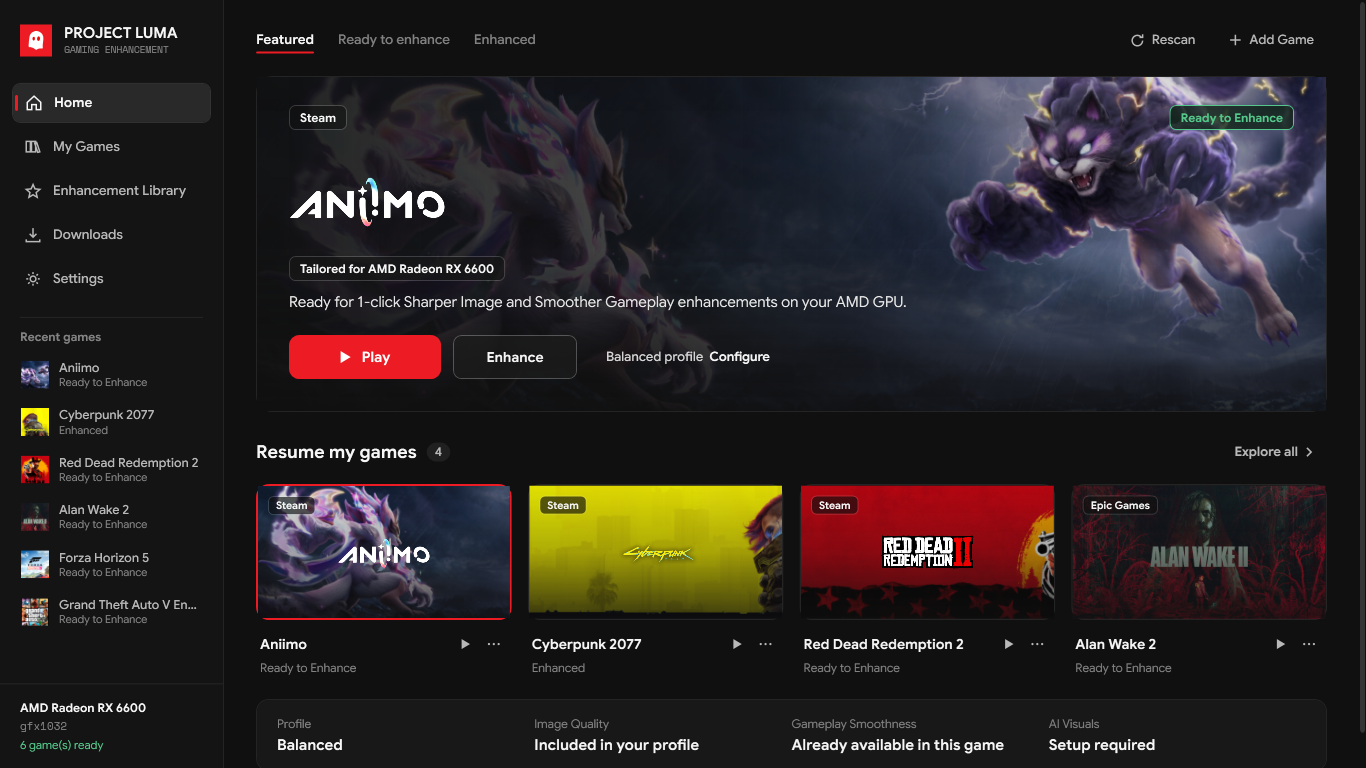 PROJECT LUMA
GAMING ENHANCEMENT
Home
My Games
Enhancement Library
Downloads
Settings
Recent games
Aniimo
Ready to Enhance
Cyberpunk 2077
Enhanced
Red Dead Redemption 2
Ready to Enhance
Alan Wake 2
Ready to Enhance
Forza Horizon 5
Ready to Enhance
Grand Theft Auto V En...
Ready to Enhance
AMD Radeon RX 6600
gfx1032
6 game(s) ready
Featured Ready to enhance Enhanced
Rescan Add Game
Steam
Ready to Enhance
ANIIMO
Tailored for AMD Radeon RX 6600
Ready for 1-click Sharper Image and Smoother Gameplay enhancements on your AMD GPU.
Play Enhance Balanced profile Configure
Resume my games 4
Explore all
Steam
ANIIMO
Aniimo
Ready to Enhance
Steam
CYBERPUNK
Cyberpunk 2077
Enhanced
Steam
RED DEAD
REDEMPTION II
Red Dead Redemption 2
Ready to Enhance
Epic Games
ALAN WAKE II
Alan Wake 2
Ready to Enhance
Profile
Balanced
Image Quality
Included in your profile
Gameplay Smoothness
Already available in this game
AI Visuals
Setup required